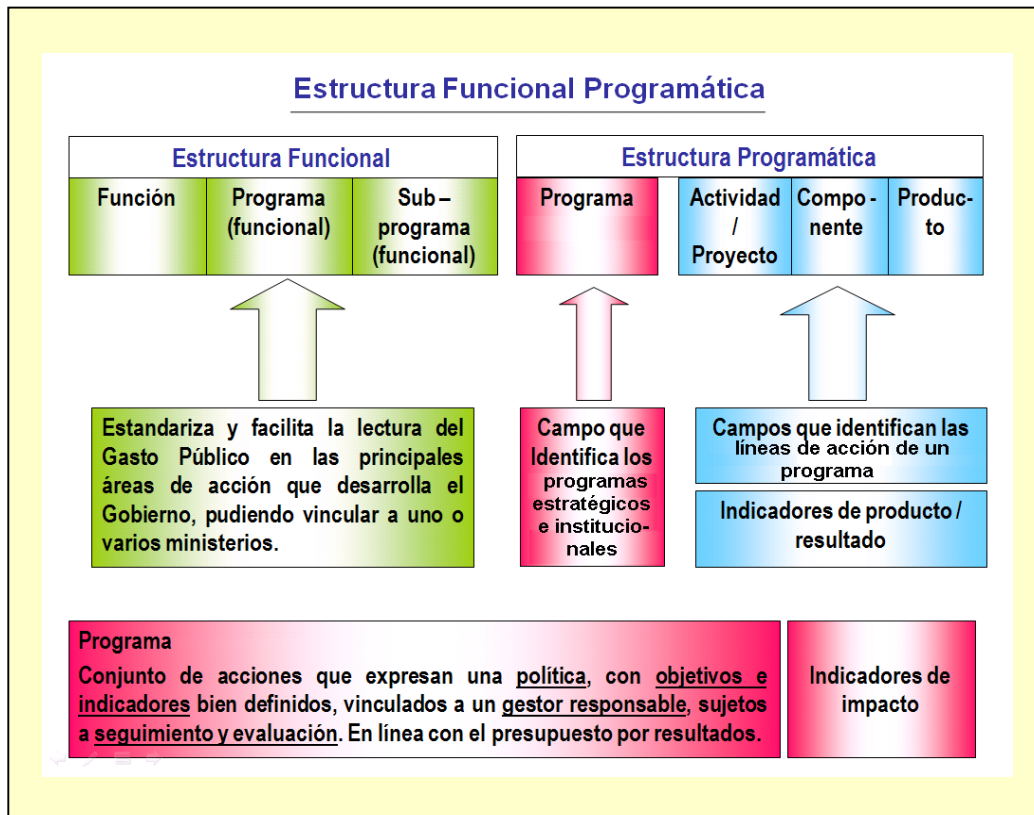 Estructura Funcional Programática
Estructura Funcional
Función
Programa
(funcional)
Sub –
programa
(funcional)
Estructura Programática
Programa
Actividad
/
Proyecto
Compo -
nente
Produc-
to
Estandariza y facilita la lectura del
Gasto Público en las principales
áreas de acción que desarrolla el
Gobierno, pudiendo vincular a uno o
varios ministerios.
Campo que
Identifica los
programas
estratégicos
e institucio-
nales
Campos que identifican las
líneas de acción de un
programa
Indicadores de producto /
resultado
Programa
Conjunto de acciones que expresan una política, con objetivos e
indicadores bien definidos, vinculados a un gestor responsable, sujetos
a seguimiento y evaluación. En línea con el presupuesto por resultados.
Indicadores de
impacto